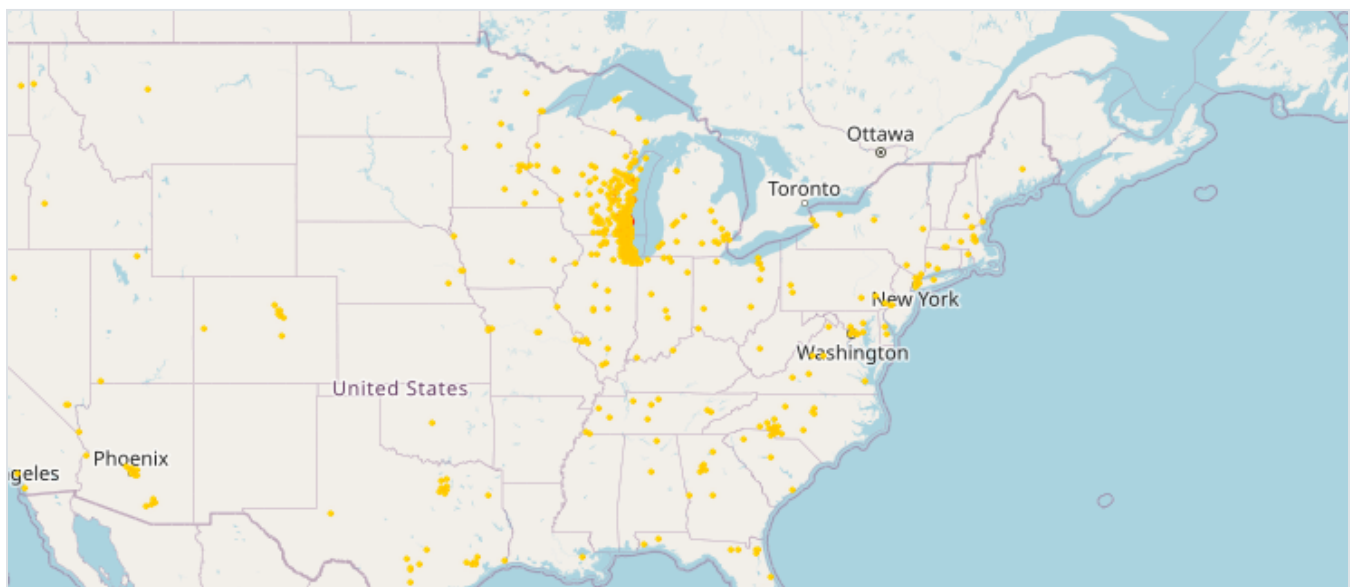 Ottawa
Toronto
New York
Washington
United States
Phoenix
geles